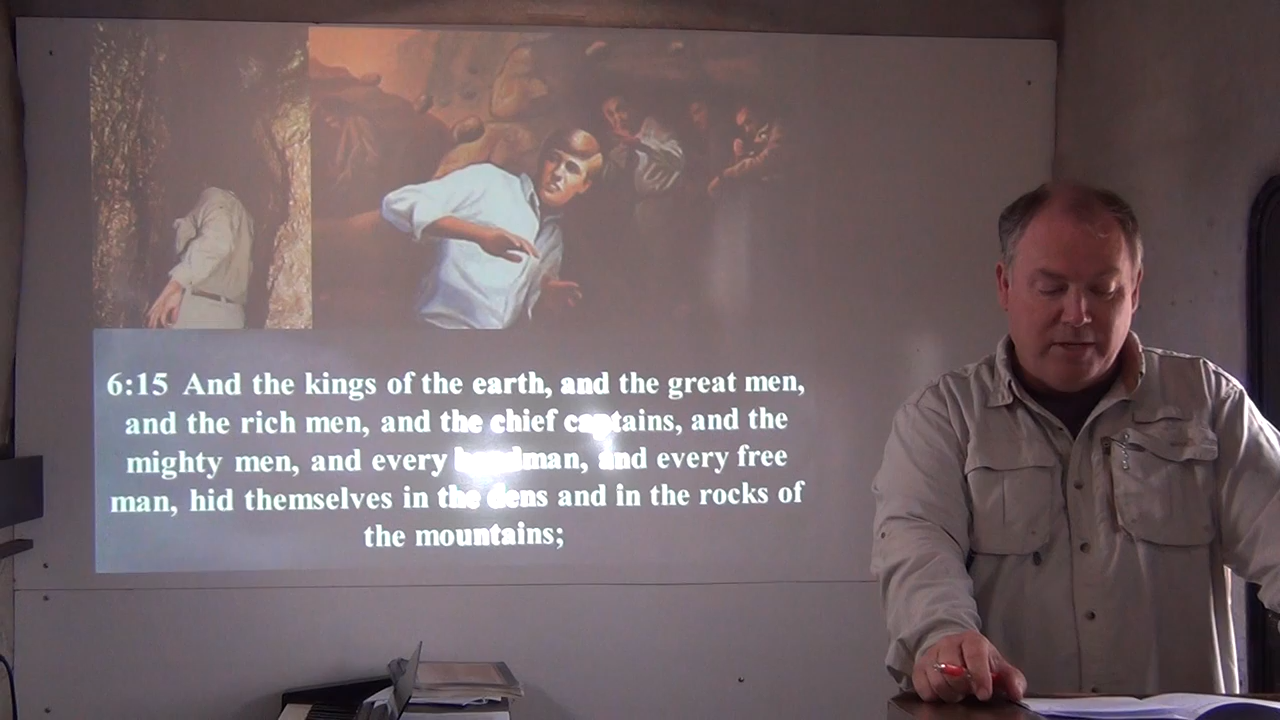 6:15 And the kings of the earth, and the great men,
and the rich men, and the chief captains, and the
mighty men, and every bondman, and every free
man, hid themselves in the dens and in the rocks of
the mountains;